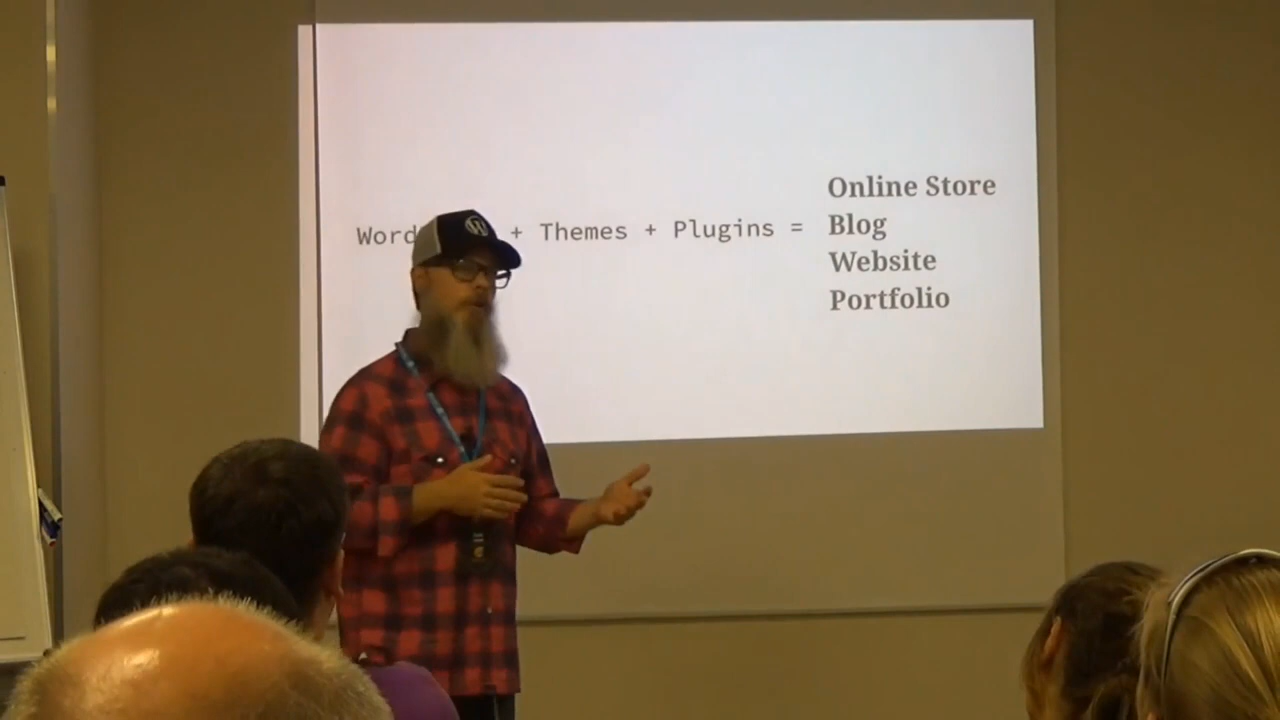 Online Store
Word + Themes + Plugins = Blog
Website
Portfolio